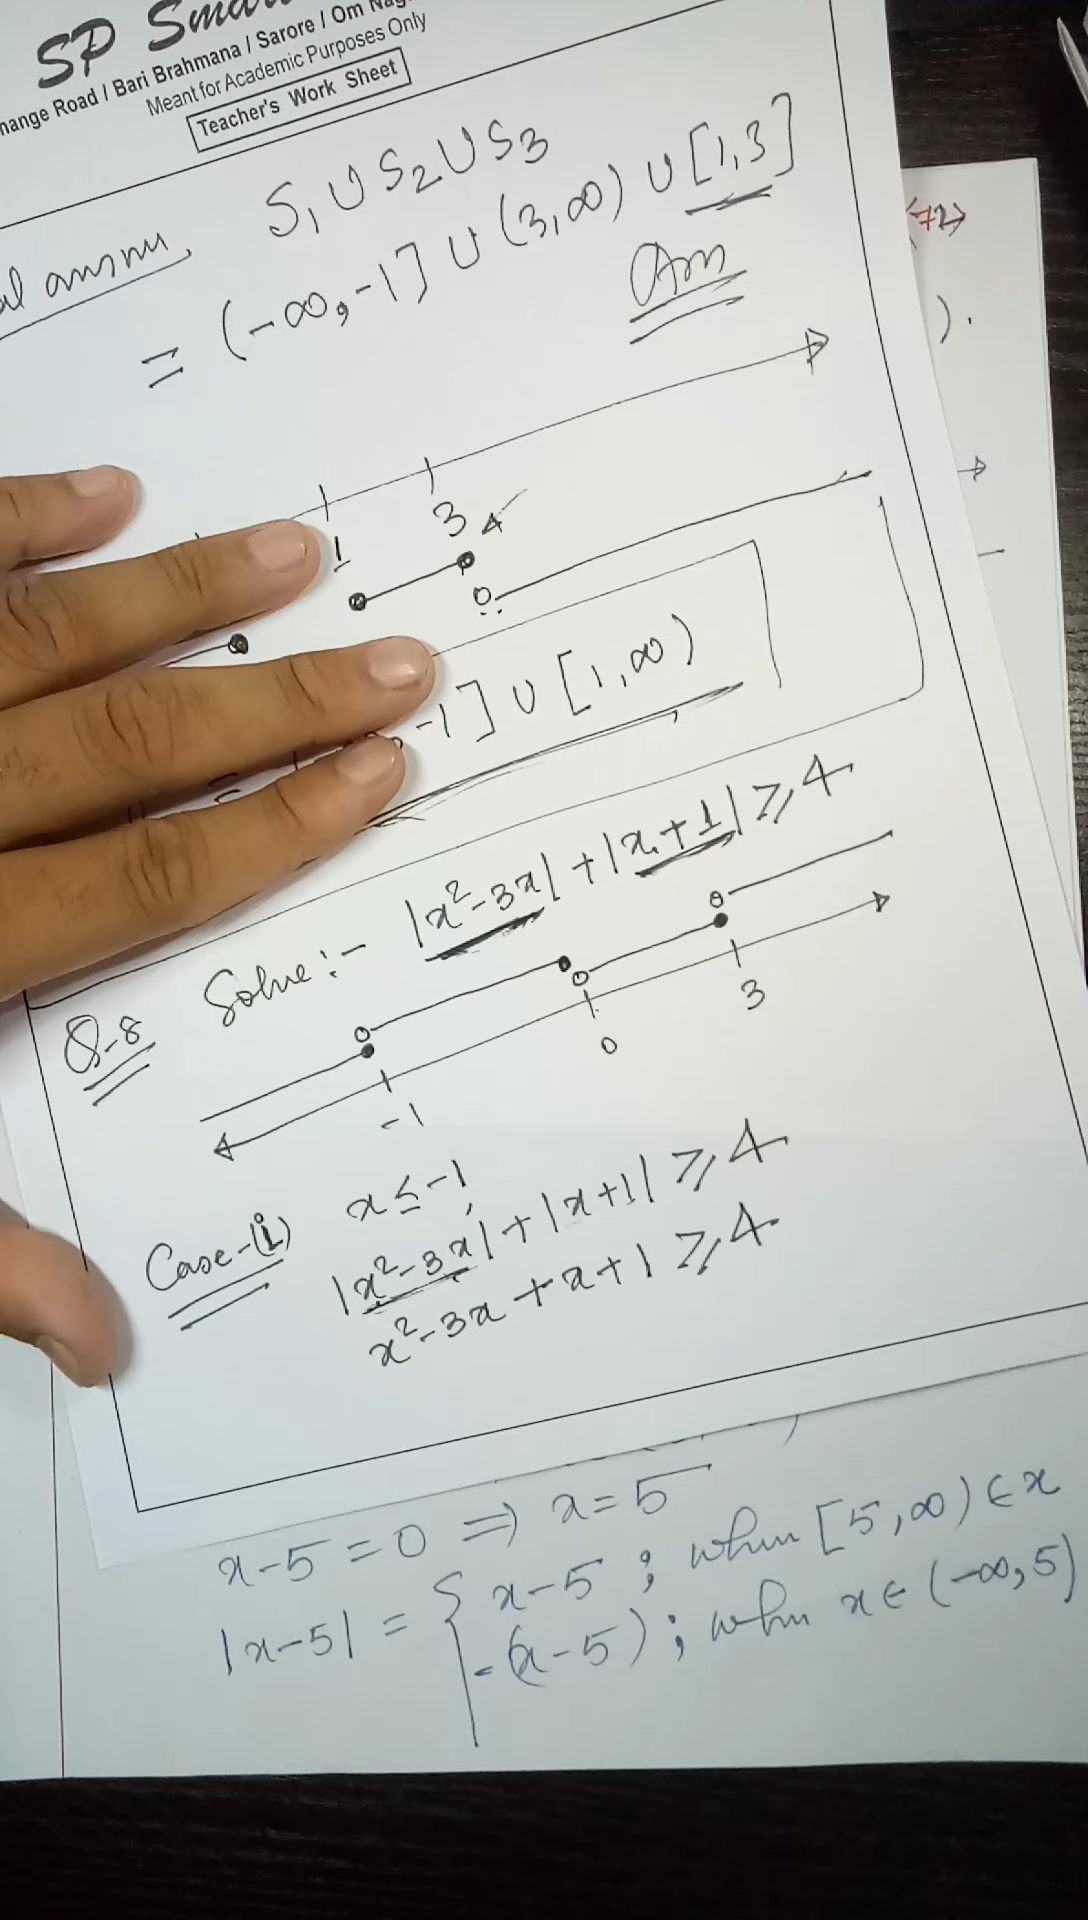 SP
hange Road / Bari Brahmana / Sarore / Om
Meant for Academic Purposes Only
Teacher's Work Sheet
S₁ ∪ S₂ ∪ S₃
= (-∞, -1] ∪ (3, ∞) ∪ [1, 3]
Ans
<72>
).
1 3
-1] ∪ [1, ∞)
Q-8 Solve:- |x²-3x| + |x+1| ≥ 4
-1 0 3
Case-(i) x ≤ -1,
|x²-3x| + |x+1| ≥ 4
x²-3x + x+1 ≥ 4
x-5=0 ⇒ x=5
|x-5| = { x-5 ; when [5, ∞) ∈ x
-(x-5) ; when x ∈ (-∞, 5)